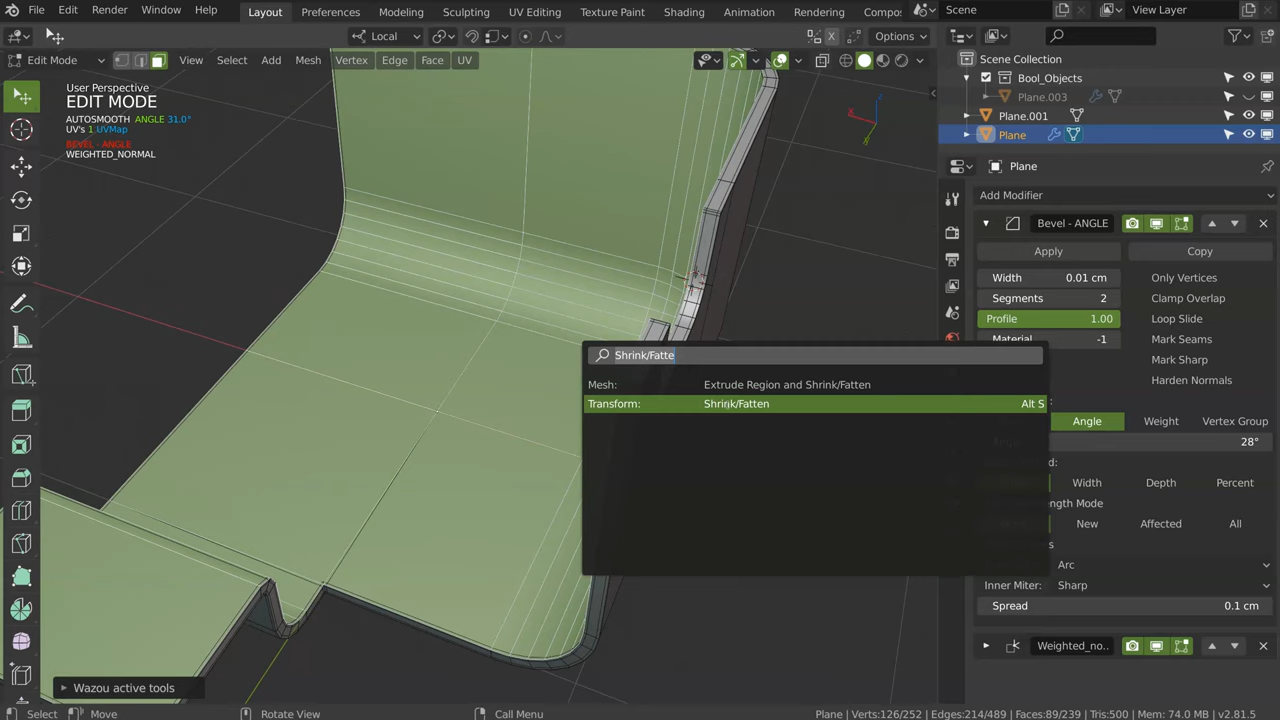 File Edit Render Window Help Layout Preferences Modeling Sculpting UV Editing Texture Paint Shading Animation Rendering Compos Scene View Layer
Local Options
Edit Mode View Select Add Mesh Vertex Edge Face UV
User Perspective
EDIT MODE
AUTOSMOOTH ANGLE 31.0°
UV's 1 UVMap
BEVEL - ANGLE
WEIGHTED_NORMAL
X
Scene Collection
Bool_Objects
Plane.003
Plane.001
Plane
Plane
Add Modifier
Bevel - ANGLE
Apply Copy
Width 0.01 cm Only Vertices
Segments 2 Clamp Overlap
Profile 1.00 Loop Slide
Material -1 Mark Seams
Mark Sharp
Harden Normals
Angle Weight Vertex Group
28°
Width Depth Percent
New Affected All
Arc
Inner Miter: Sharp
Spread 0.1 cm
Weighted_no..
Shrink/Fatte
Mesh: Extrude Region and Shrink/Fatten
Transform: Shrink/Fatten Alt S
Wazou active tools
Select Move Rotate View Call Menu Plane | Verts:126/252 | Edges:214/489 | Faces:89/239 | Tris:500 | Mem: 74.0 MB | v2.81.5